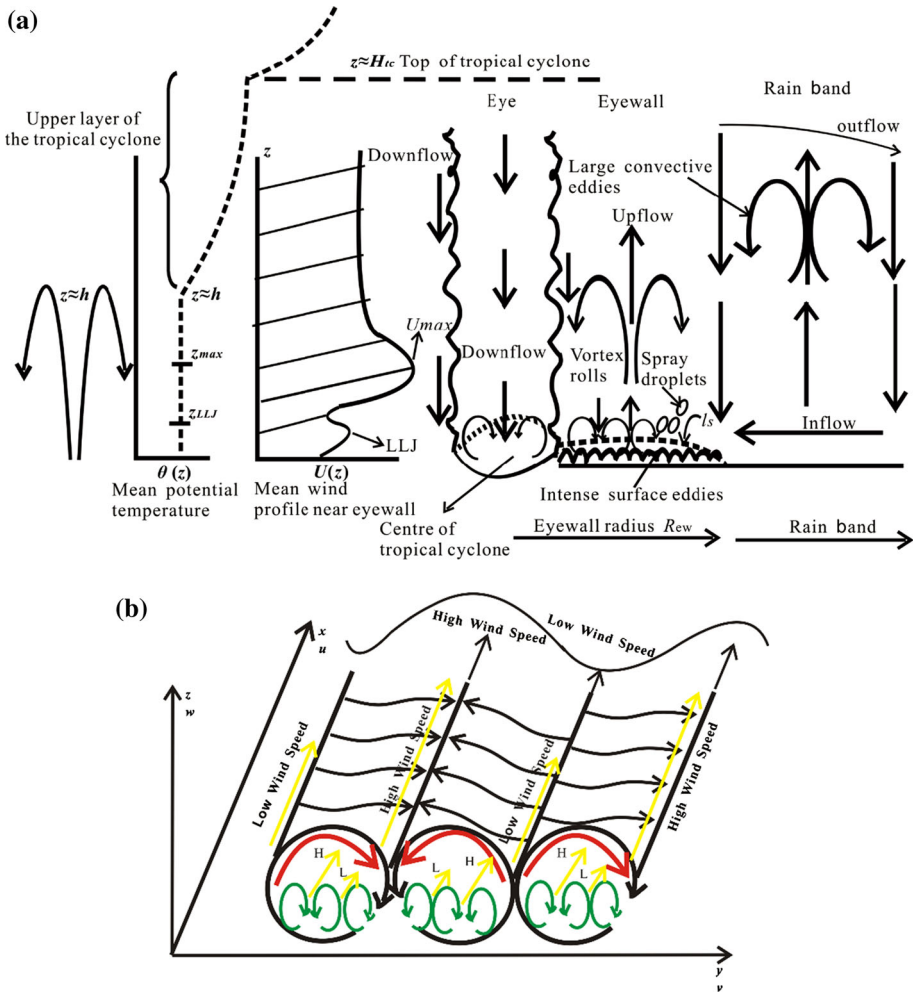 (a)
z≈Htc Top of tropical cyclone
Upper layer of
the tropical cyclone
z≈h
z≈h
zmax
zLLJ
θ(z)
Mean potential
temperature
z
Umax
LLJ
U(z)
Mean wind
profile near eyewall
Downflow
Eye
Downflow
Centre of
tropical cyclone
Eyewall
Large convective
eddies
Upflow
Vortex
rolls
Spray
droplets
ls
Intense surface eddies
Eyewall radius Rew
Rain band
outflow
Inflow
Rain band
(b)
x
u
z
w
High Wind Speed
Low Wind Speed
Low Wind Speed
High Wind Speed
Low Wind Speed
High Wind Speed
H
L
L
H
H
L
y
v